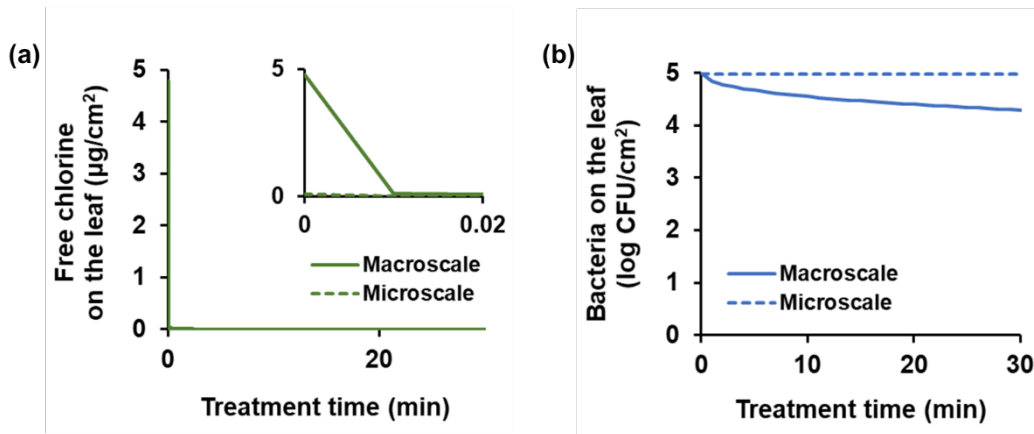 (a)
Free chlorine
on the leaf (µg/cm²)
5
4
3
2
1
0
0
20
Treatment time (min)
5
0
0
0.02
Macroscale
Microscale
(b)
Bacteria on the leaf
(log CFU/cm²)
5
4
3
2
1
0
0
10
20
30
Treatment time (min)
Macroscale
Microscale